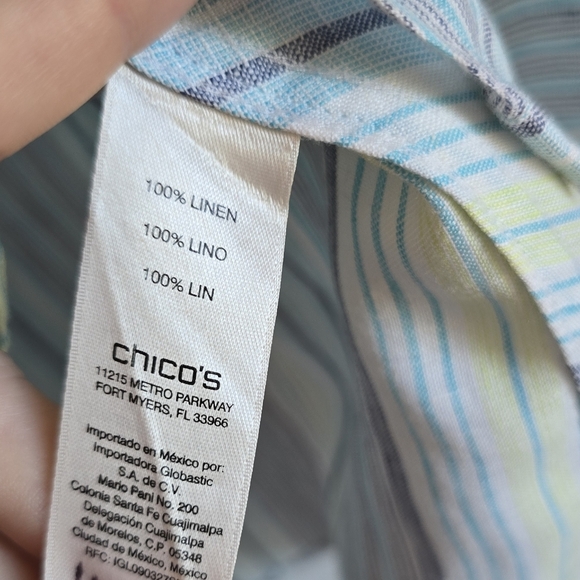 100% LINEN
100% LINO
100% LIN
chico's
11215 METRO PARKWAY
FORT MYERS, FL 33966
Importado en México por:
Importadora Globastic
S.A. de C.V.
Mario Pani No. 200
Colonia Santa Fe Cuajimalpa
Delegación Cuajimalpa
de Morelos, C.P. 05348
Ciudad de México, México
RFC: